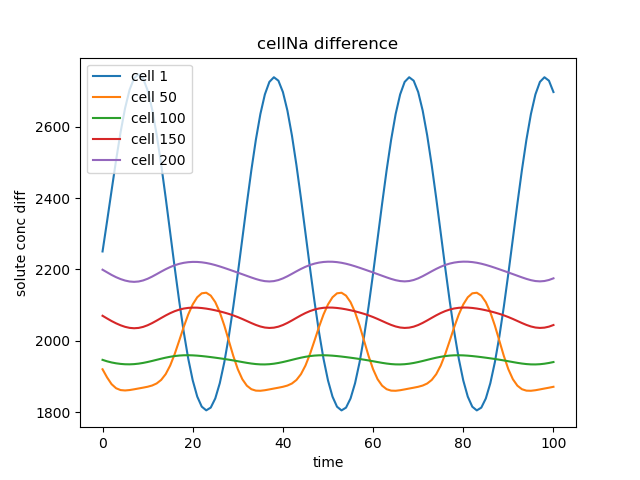 cellNa difference
cell 1
cell 50
cell 100
cell 150
cell 200
solute conc diff
2600
2400
2200
2000
1800
0 20 40 60 80 100
time